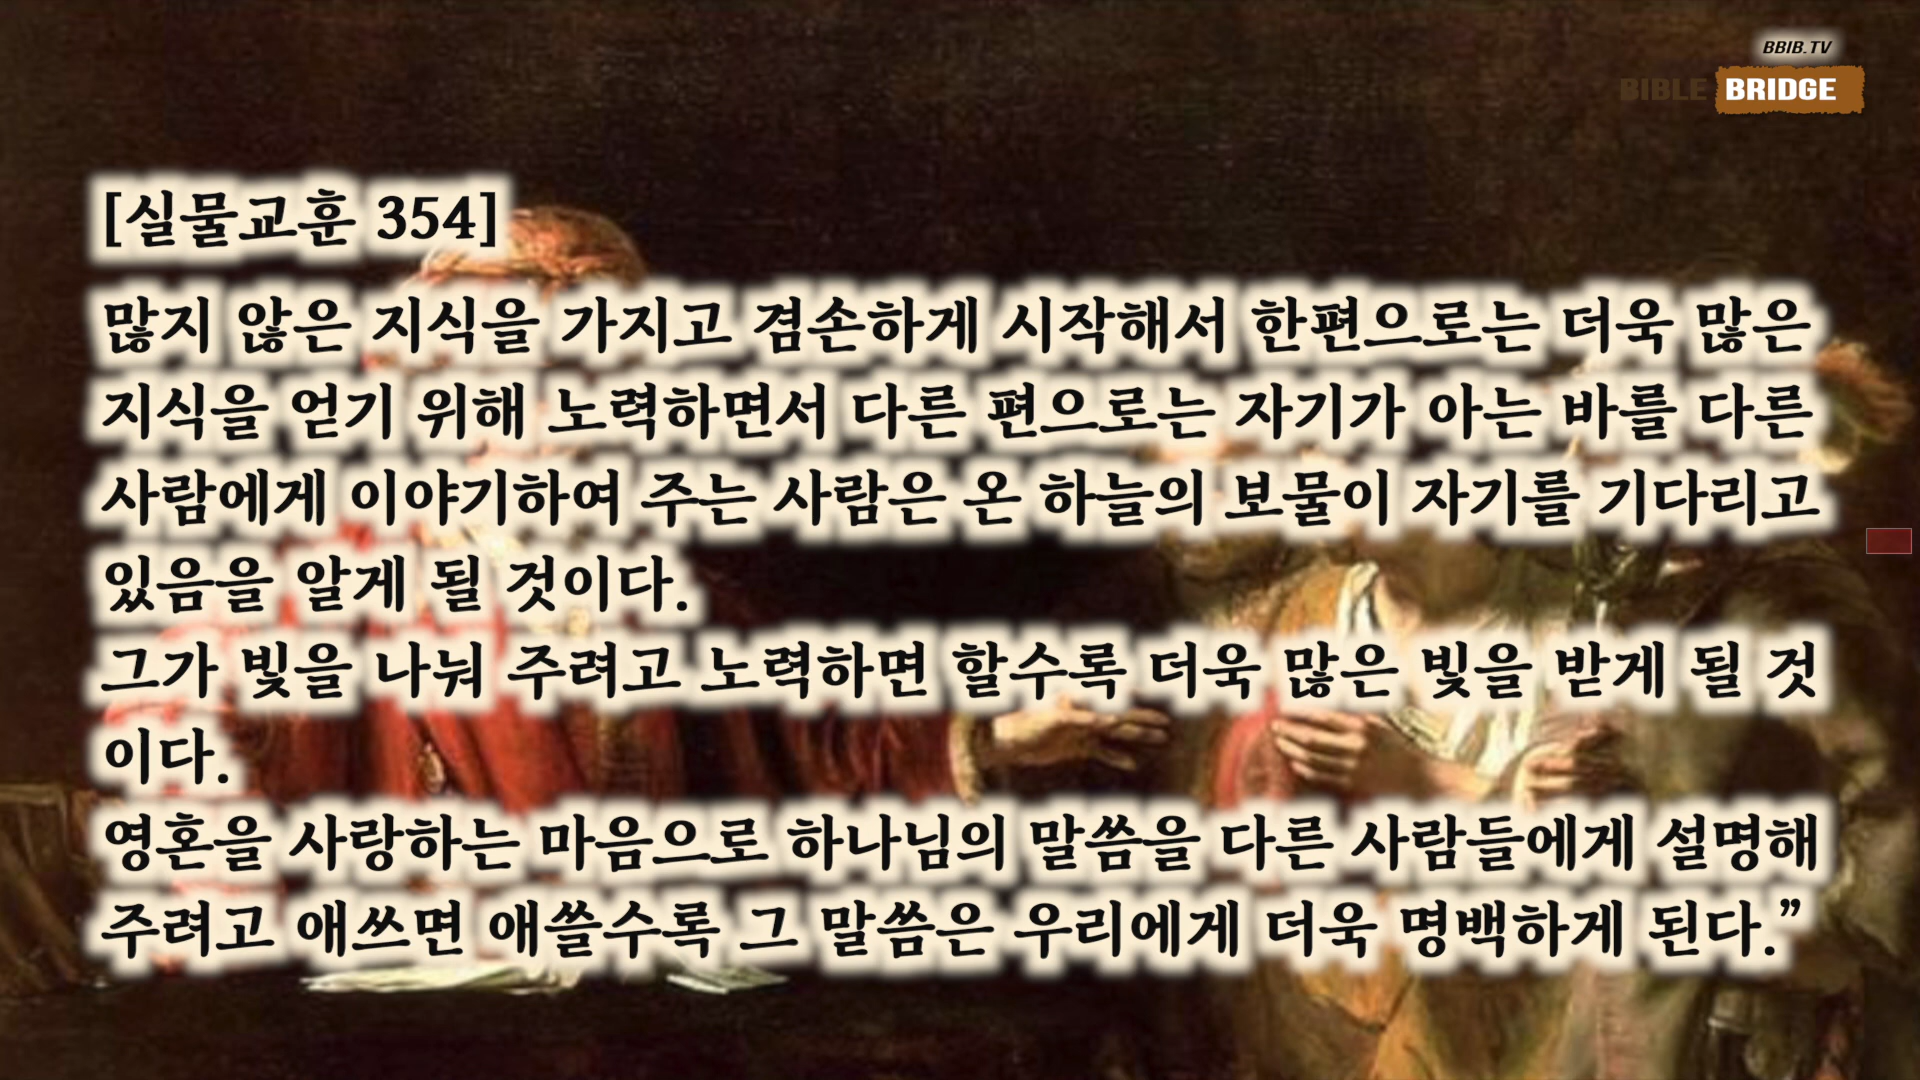 BBIB.TV
BIBLE BRIDGE
[실물교훈 354]
많지 않은 지식을 가지고 겸손하게 시작해서 한편으로는 더욱 많은
지식을 얻기 위해 노력하면서 다른 편으로는 자기가 아는 바를 다른
사람에게 이야기하여 주는 사람은 온 하늘의 보물이 자기를 기다리고
있음을 알게 될 것이다.
그가 빛을 나눠 주려고 노력하면 할수록 더욱 많은 빛을 받게 될 것
이다.
영혼을 사랑하는 마음으로 하나님의 말씀을 다른 사람들에게 설명해
주려고 애쓰면 애쓸수록 그 말씀은 우리에게 더욱 명백하게 된다.”